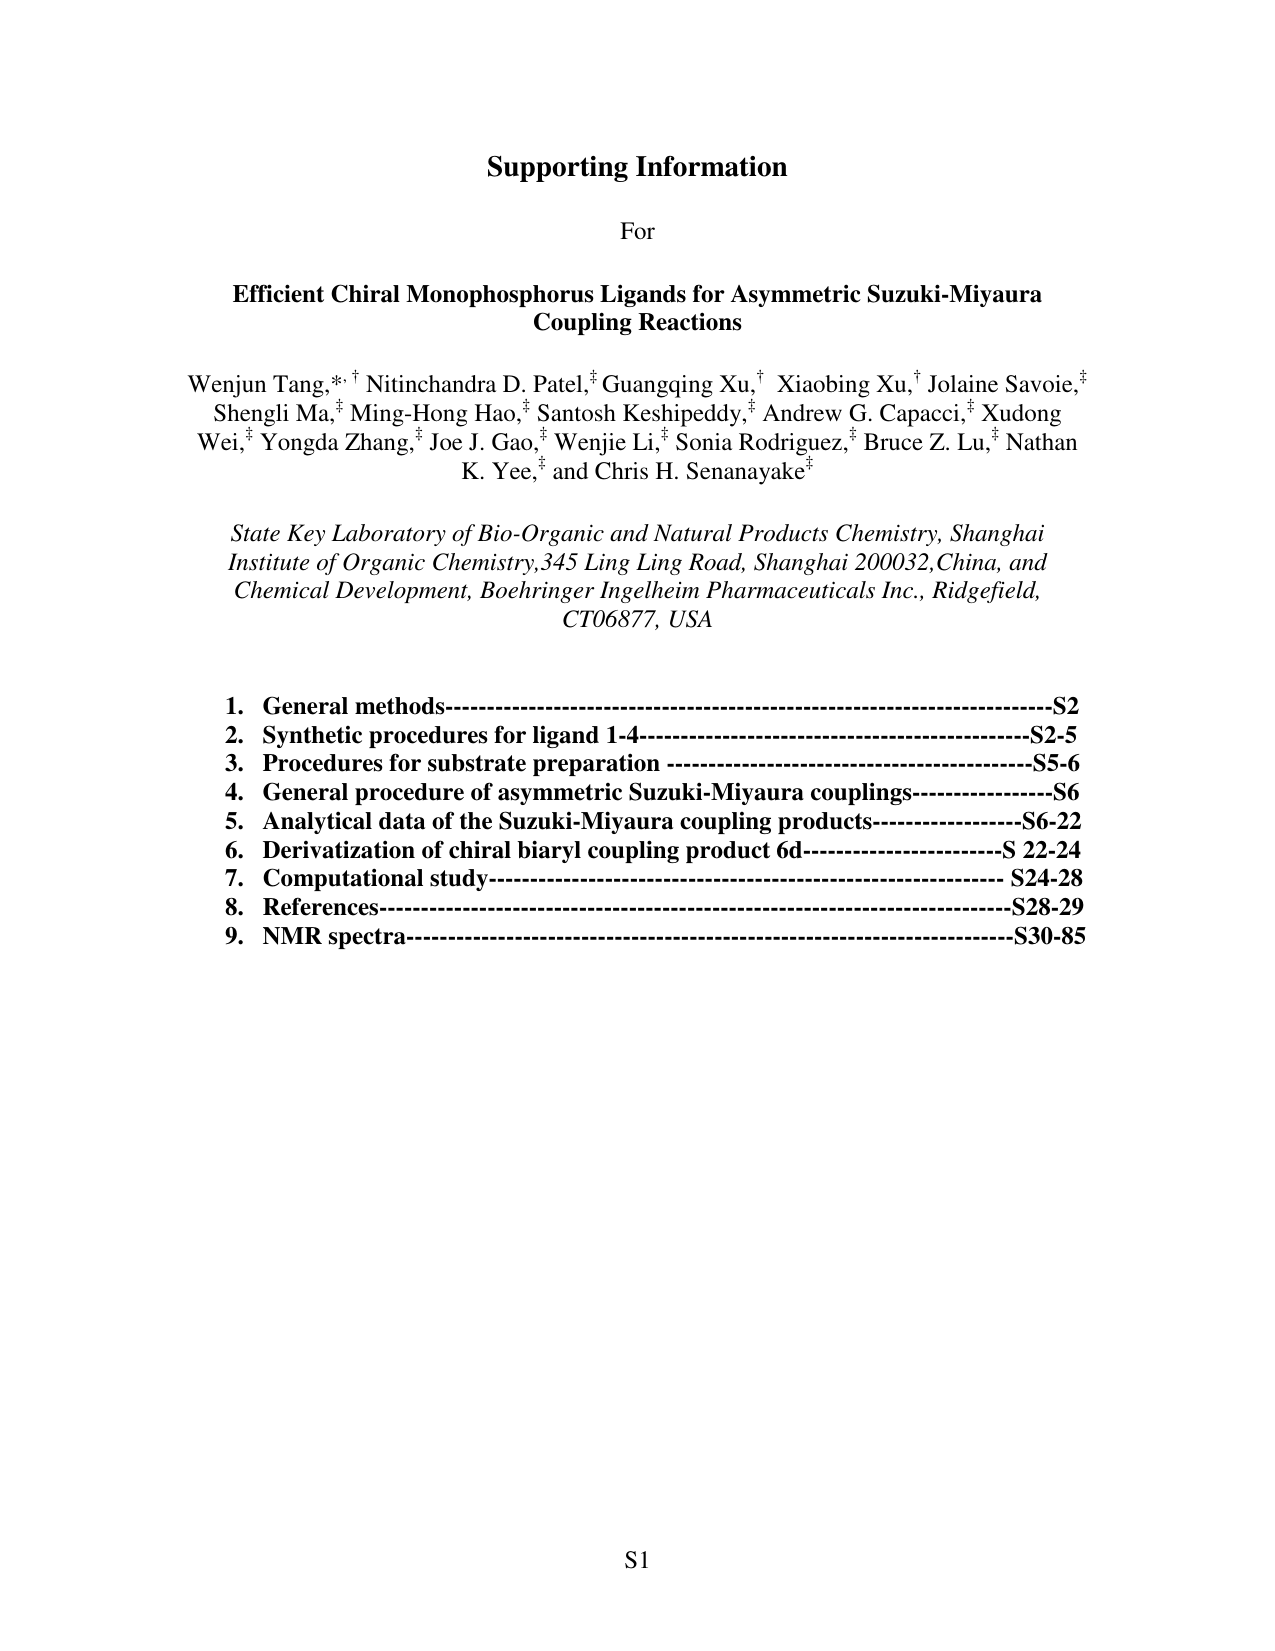 Supporting Information
For
Efficient Chiral Monophosphorus Ligands for Asymmetric Suzuki-Miyaura
Coupling Reactions
Wenjun Tang,*,† Nitinchandra D. Patel,‡ Guangqing Xu,† Xiaobing Xu,† Jolaine Savoie,‡
Shengli Ma,‡ Ming-Hong Hao,‡ Santosh Keshipeddy,‡ Andrew G. Capacci,‡ Xudong
Wei,‡ Yongda Zhang,‡ Joe J. Gao,‡ Wenjie Li,‡ Sonia Rodriguez,‡ Bruce Z. Lu,‡ Nathan
K. Yee,‡ and Chris H. Senanayake‡
State Key Laboratory of Bio-Organic and Natural Products Chemistry, Shanghai
Institute of Organic Chemistry,345 Ling Ling Road, Shanghai 200032,China, and
Chemical Development, Boehringer Ingelheim Pharmaceuticals Inc., Ridgefield,
CT06877, USA
1. General methods--------------------------------------------------------------------------S2
2. Synthetic procedures for ligand 1-4-----------------------------------------------S2-5
3. Procedures for substrate preparation --------------------------------------------S5-6
4. General procedure of asymmetric Suzuki-Miyaura couplings-----------------S6
5. Analytical data of the Suzuki-Miyaura coupling products------------------S6-22
6. Derivatization of chiral biaryl coupling product 6d------------------------S 22-24
7. Computational study-------------------------------------------------------------- S24-28
8. References----------------------------------------------------------------------------S28-29
9. NMR spectra-------------------------------------------------------------------------S30-85
S1